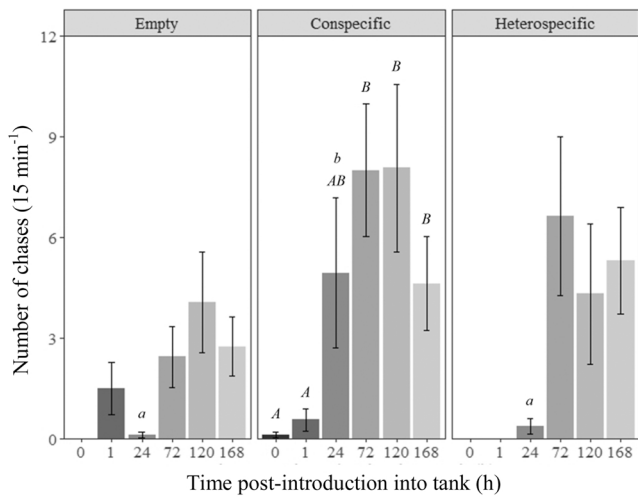 Empty Conspecific Heterospecific
12
9
6
3
0
Number of chases (15 min⁻¹)
a
A A b AB B B B
a
0 1 24 72 120 168 0 1 24 72 120 168 0 1 24 72 120 168
Time post-introduction into tank (h)